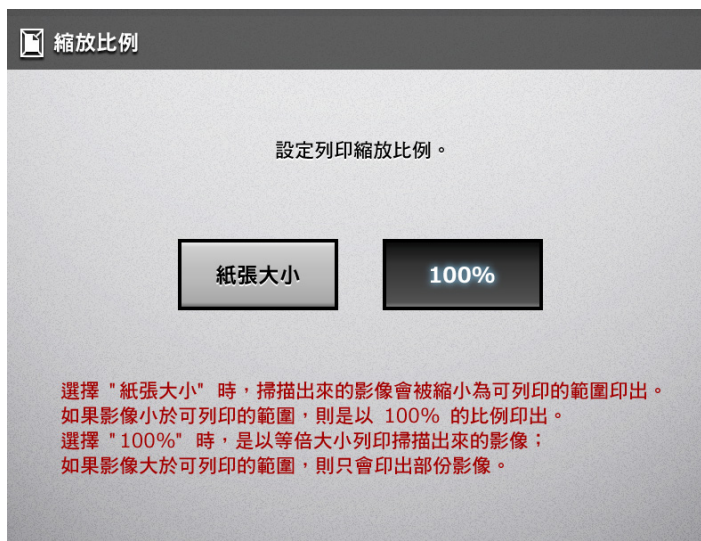 縮放比例
設定列印縮放比例。
紙張大小
100%
選擇 "紙張大小" 時，掃描出來的影像會被縮小為可列印的範圍印出。
如果影像小於可列印的範圍，則是以 100% 的比例印出。
選擇 "100%" 時，是以等倍大小列印掃描出來的影像；
如果影像大於可列印的範圍，則只會印出部份影像。